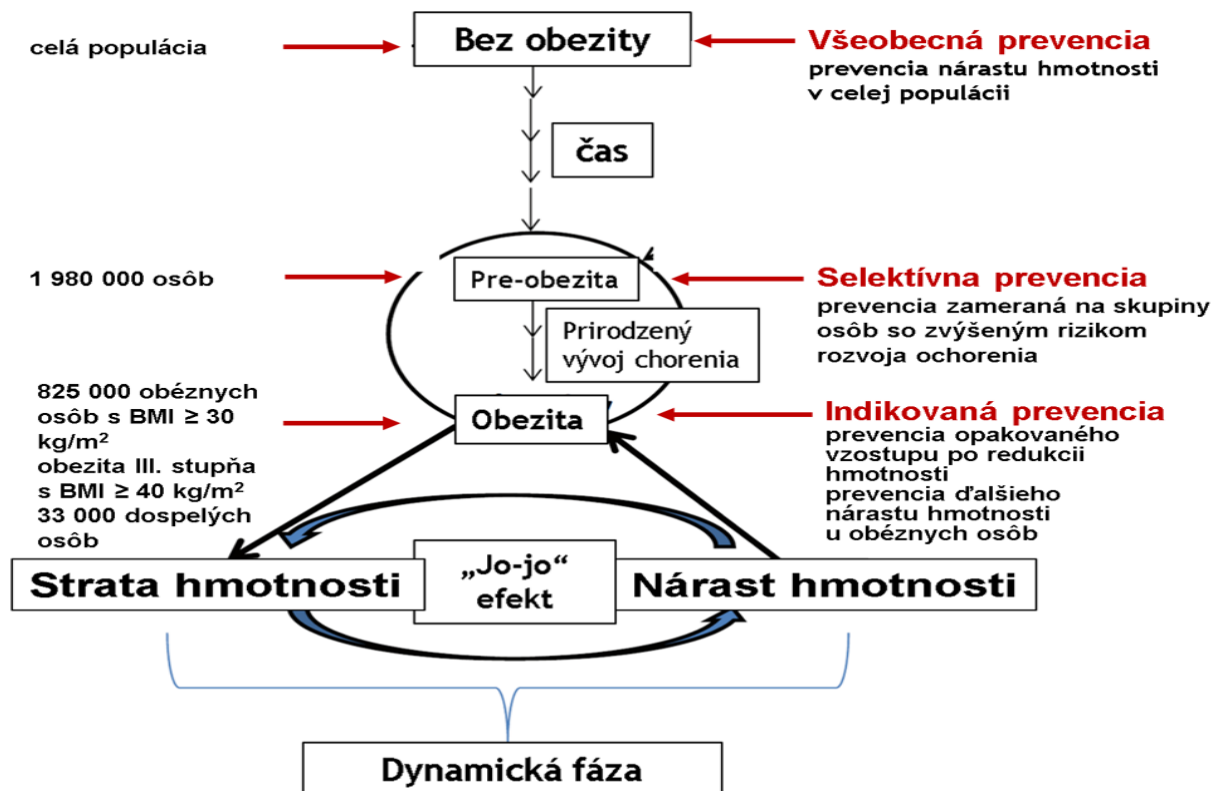 celá populácia
Bez obezity
Všeobecná prevencia
prevencia nárastu hmotnosti
v celej populácii
čas
1 980 000 osôb
Pre-obezita
Selektívna prevencia
prevencia zameraná na skupiny
osôb so zvýšeným rizikom
rozvoja ochorenia
Prirodzený
vývoj chorenia
825 000 obéznych
osôb s BMI ≥ 30
kg/m²
obezita III. stupňa
s BMI ≥ 40 kg/m²
33 000 dospelých
osôb
Obezita
Indikovaná prevencia
prevencia opakovaného
vzostupu po redukcii
hmotnosti
prevencia ďalšieho
nárastu hmotnosti
u obéznych osôb
Strata hmotnosti
„Jo-jo“
efekt
Nárast hmotnosti
Dynamická fáza